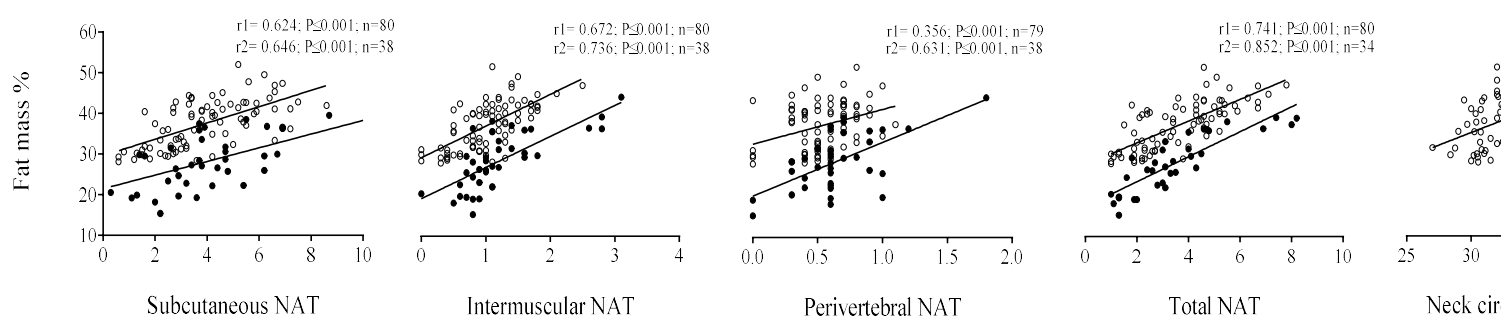 r1= 0.624; P≤0.001; n=80
r2= 0.646; P≤0.001; n=38
r1= 0.672; P≤0.001; n=80
r2= 0.736; P≤0.001; n=38
r1= 0.356; P≤0.001; n=79
r2= 0.631; P≤0.001, n=38
r1= 0.741; P≤0.001; n=80
r2= 0.852; P≤0.001; n=34
Fat mass %
60
50
40
30
20
10
0 2 4 6 8 10
0 1 2 3 4
0.0 0.5 1.0 1.5 2.0
0 2 4 6 8 10
25 30
Subcutaneous NAT
Intermuscular NAT
Perivertebral NAT
Total NAT
Neck cir